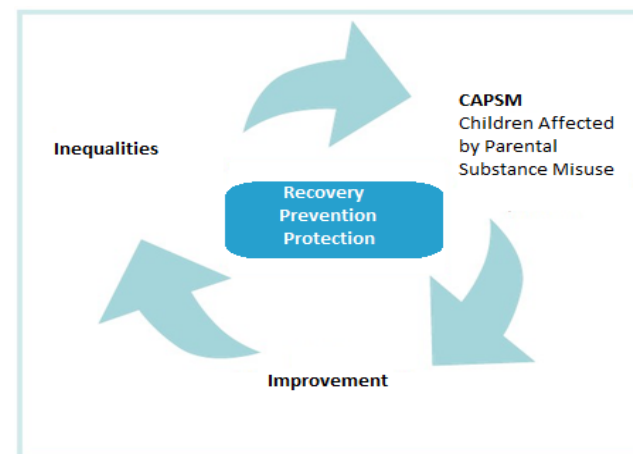 CAPSM
Children Affected
by Parental
Substance Misuse
Inequalities
Recovery
Prevention
Protection
Improvement